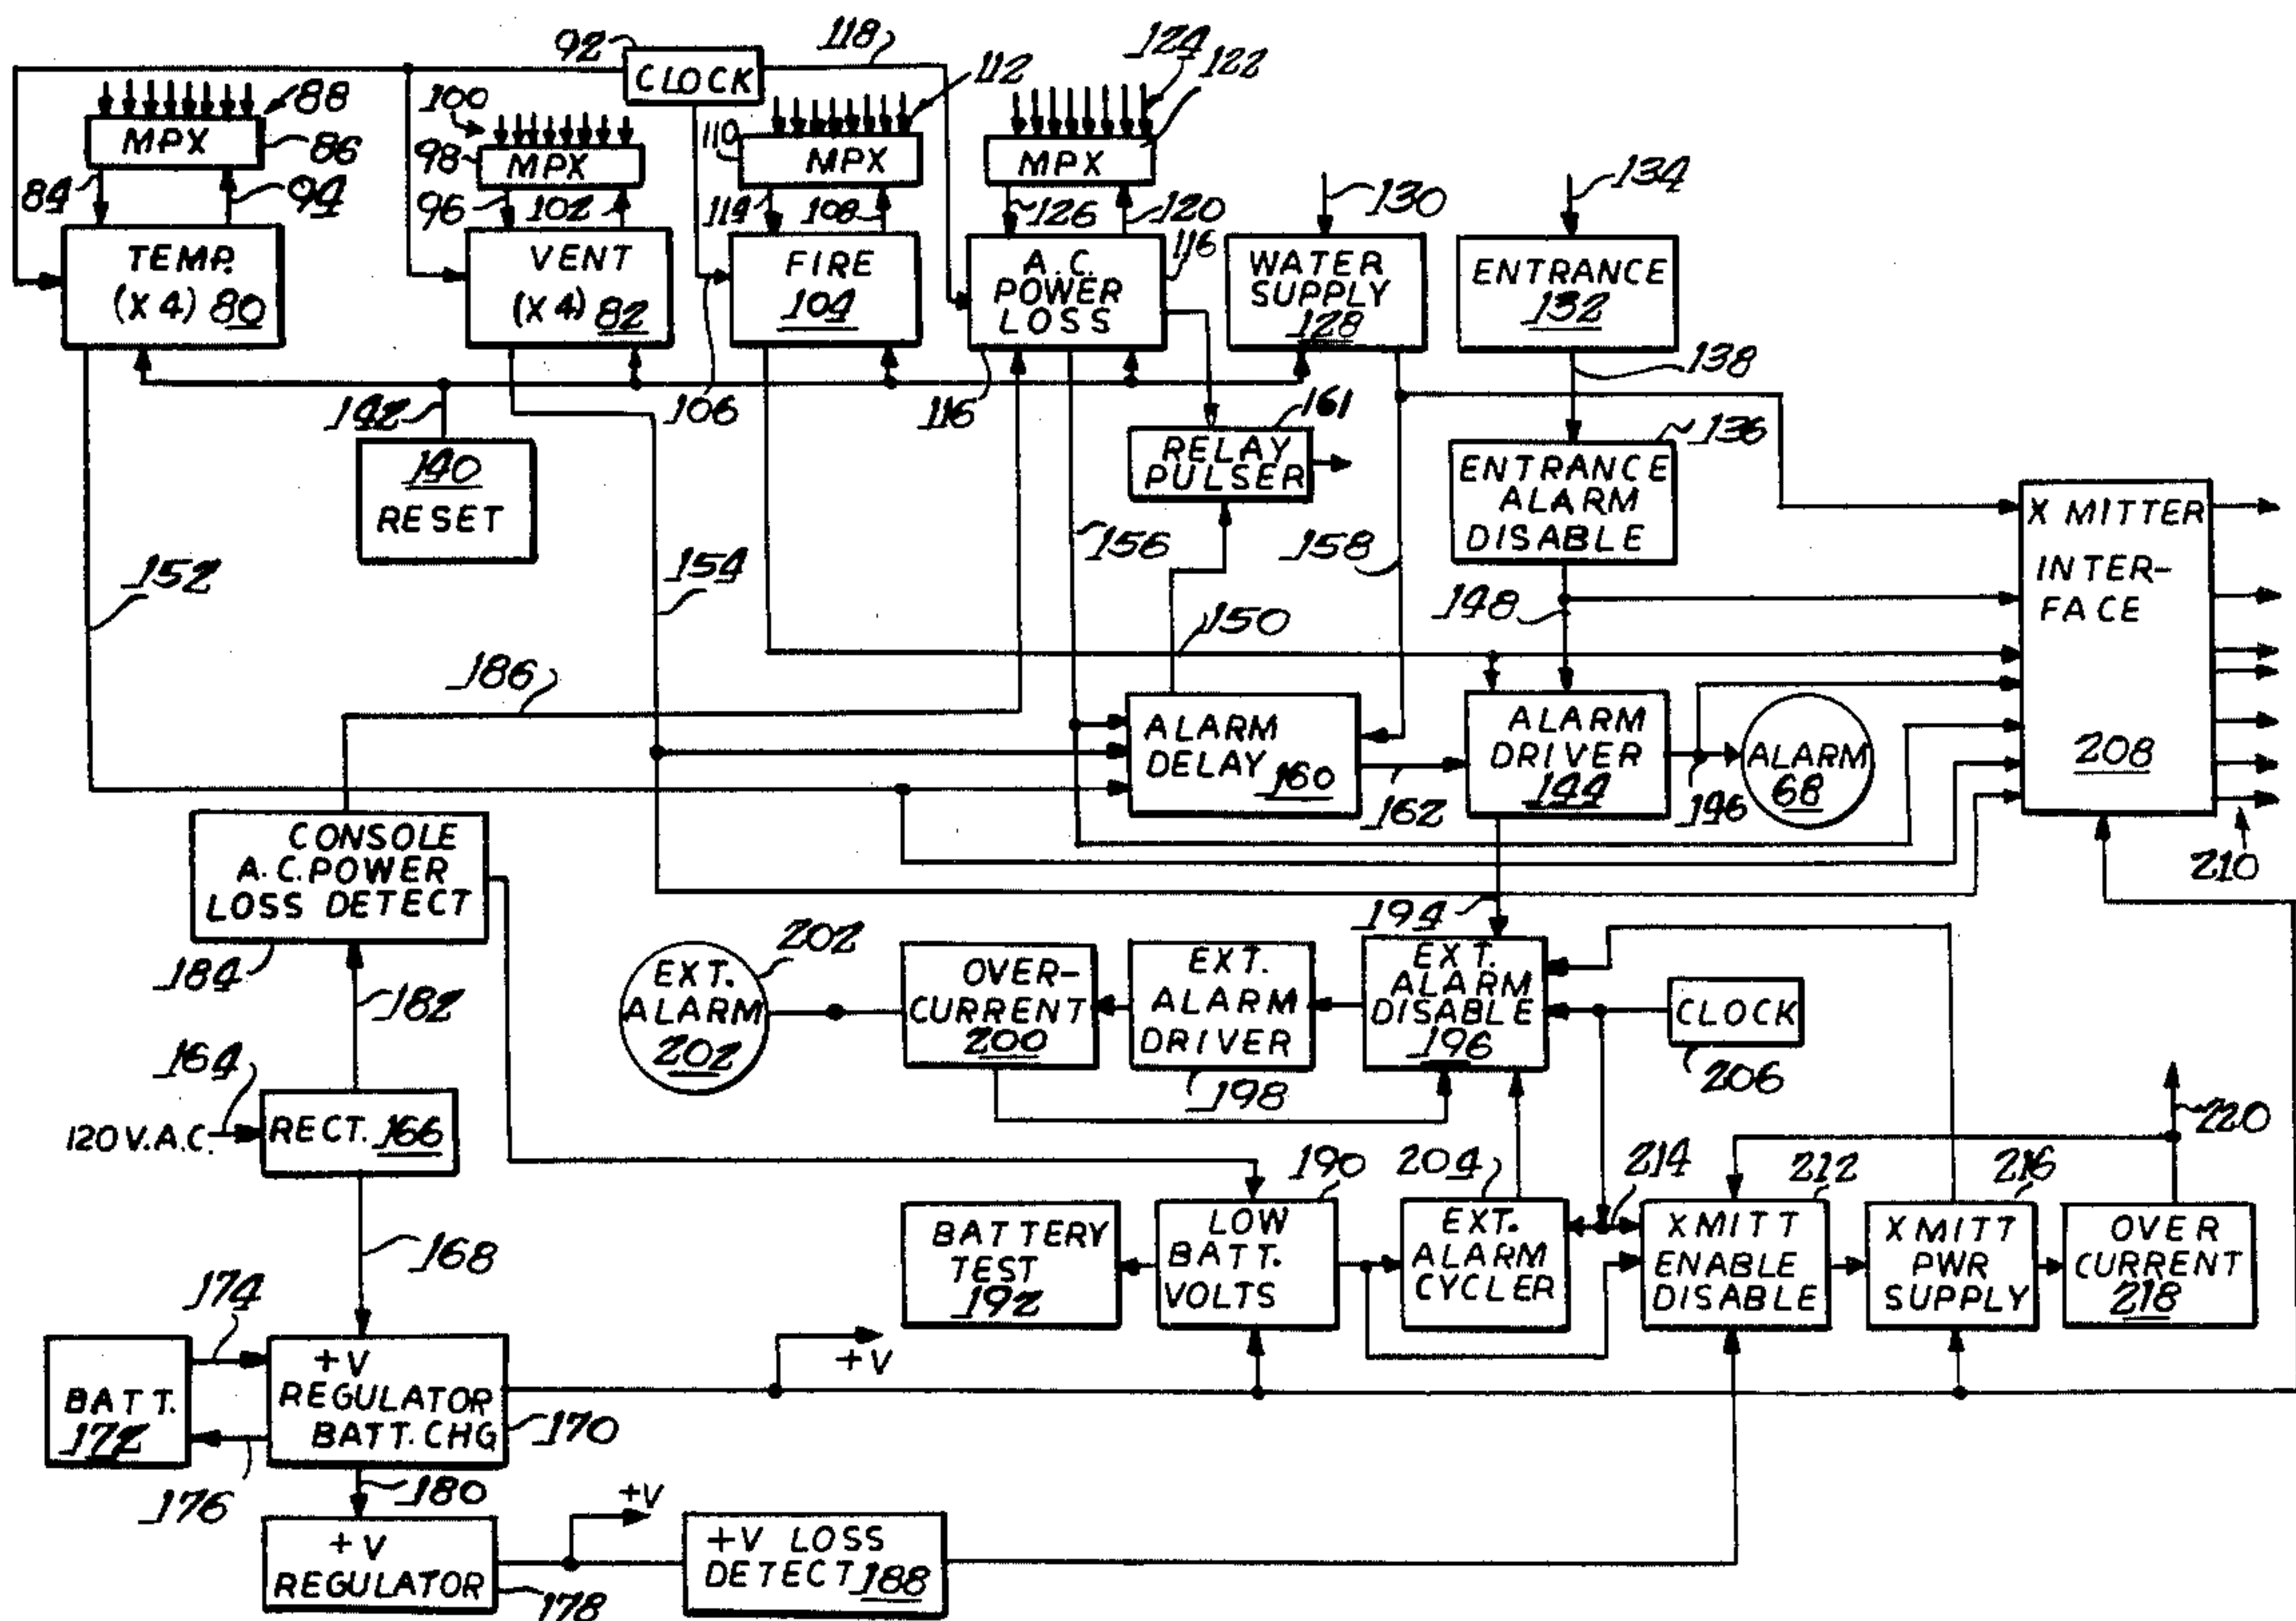 92
118
CLOCK
112
124
122
88
100
MPX
86
98
MPX
110
MPX
MPX
134
130
84
94
96
102
114
108
126
120
116
TEMP.
(X4) 80
VENT
(X4) 82
FIRE
104
A.C.
POWER
LOSS
WATER
SUPPLY
128
ENTRANCE
132
138
142
106
116
161
136
140
RESET
RELAY
PULSER
ENTRANCE
ALARM
DISABLE
X MITTER
INTER-
FACE
208
152
154
156
158
148
150
186
ALARM
DELAY 160
ALARM
DRIVER
144
ALARM
68
162
146
210
CONSOLE
A.C. POWER
LOSS DETECT
184
182
194
202
EXT.
ALARM
202
OVER-
CURRENT
200
EXT.
ALARM
DRIVER
198
EXT.
ALARM
DISABLE
196
CLOCK
206
164
120 V.A.C.
RECT. 166
220
190
204
214
212
216
168
BATTERY
TEST
192
LOW
BATT.
VOLTS
EXT.
ALARM
CYCLER
XMITT
ENABLE
DISABLE
XMITT
PWR
SUPPLY
OVER
CURRENT
218
174
+V
BATT.
172
+V
REGULATOR
BATT. CHG
170
176
180
+V
+V
REGULATOR
178
+V LOSS
DETECT 188